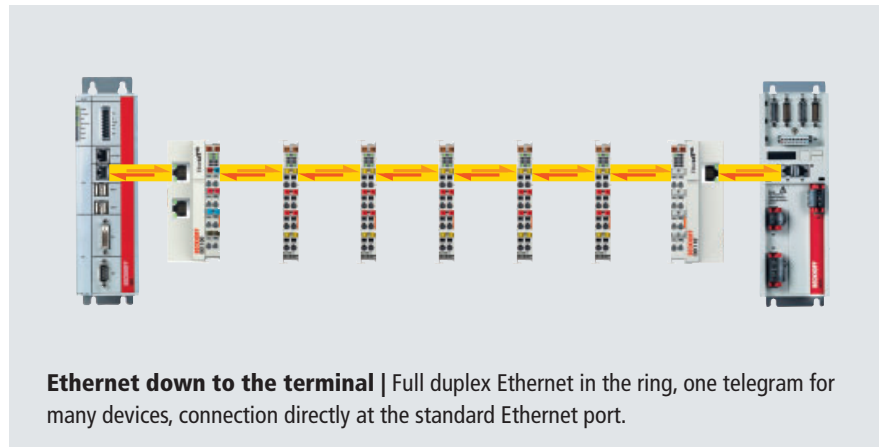 Ethernet down to the terminal | Full duplex Ethernet in the ring, one telegram for
many devices, connection directly at the standard Ethernet port.